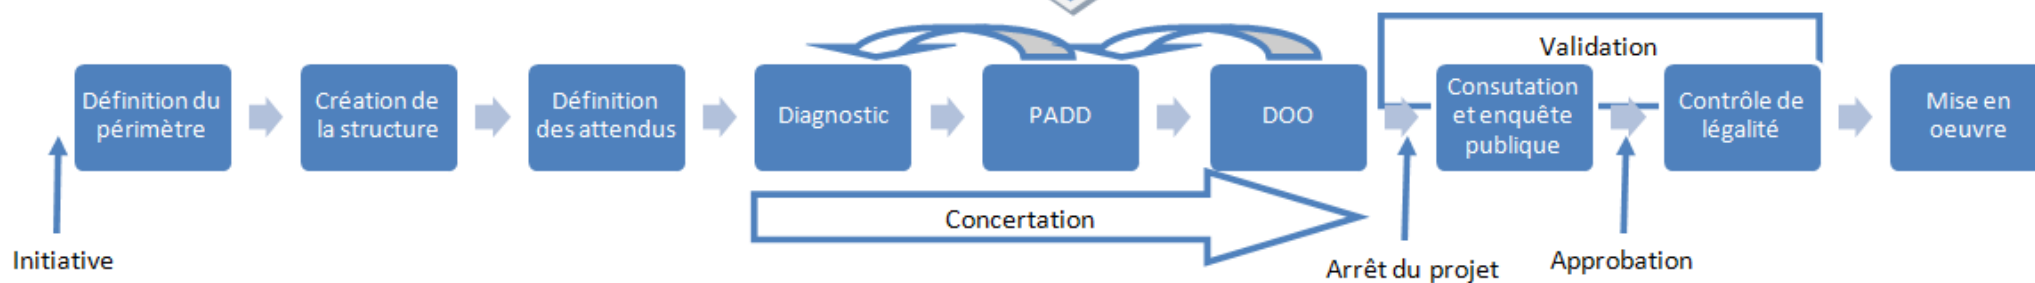 Validation
Définition du
périmètre
Création de
la structure
Définition
des attendus
Diagnostic
PADD
DOO
Consutation
et enquête
publique
Contrôle de
légalité
Mise en
oeuvre
Concertation
Initiative
Arrêt du projet
Approbation